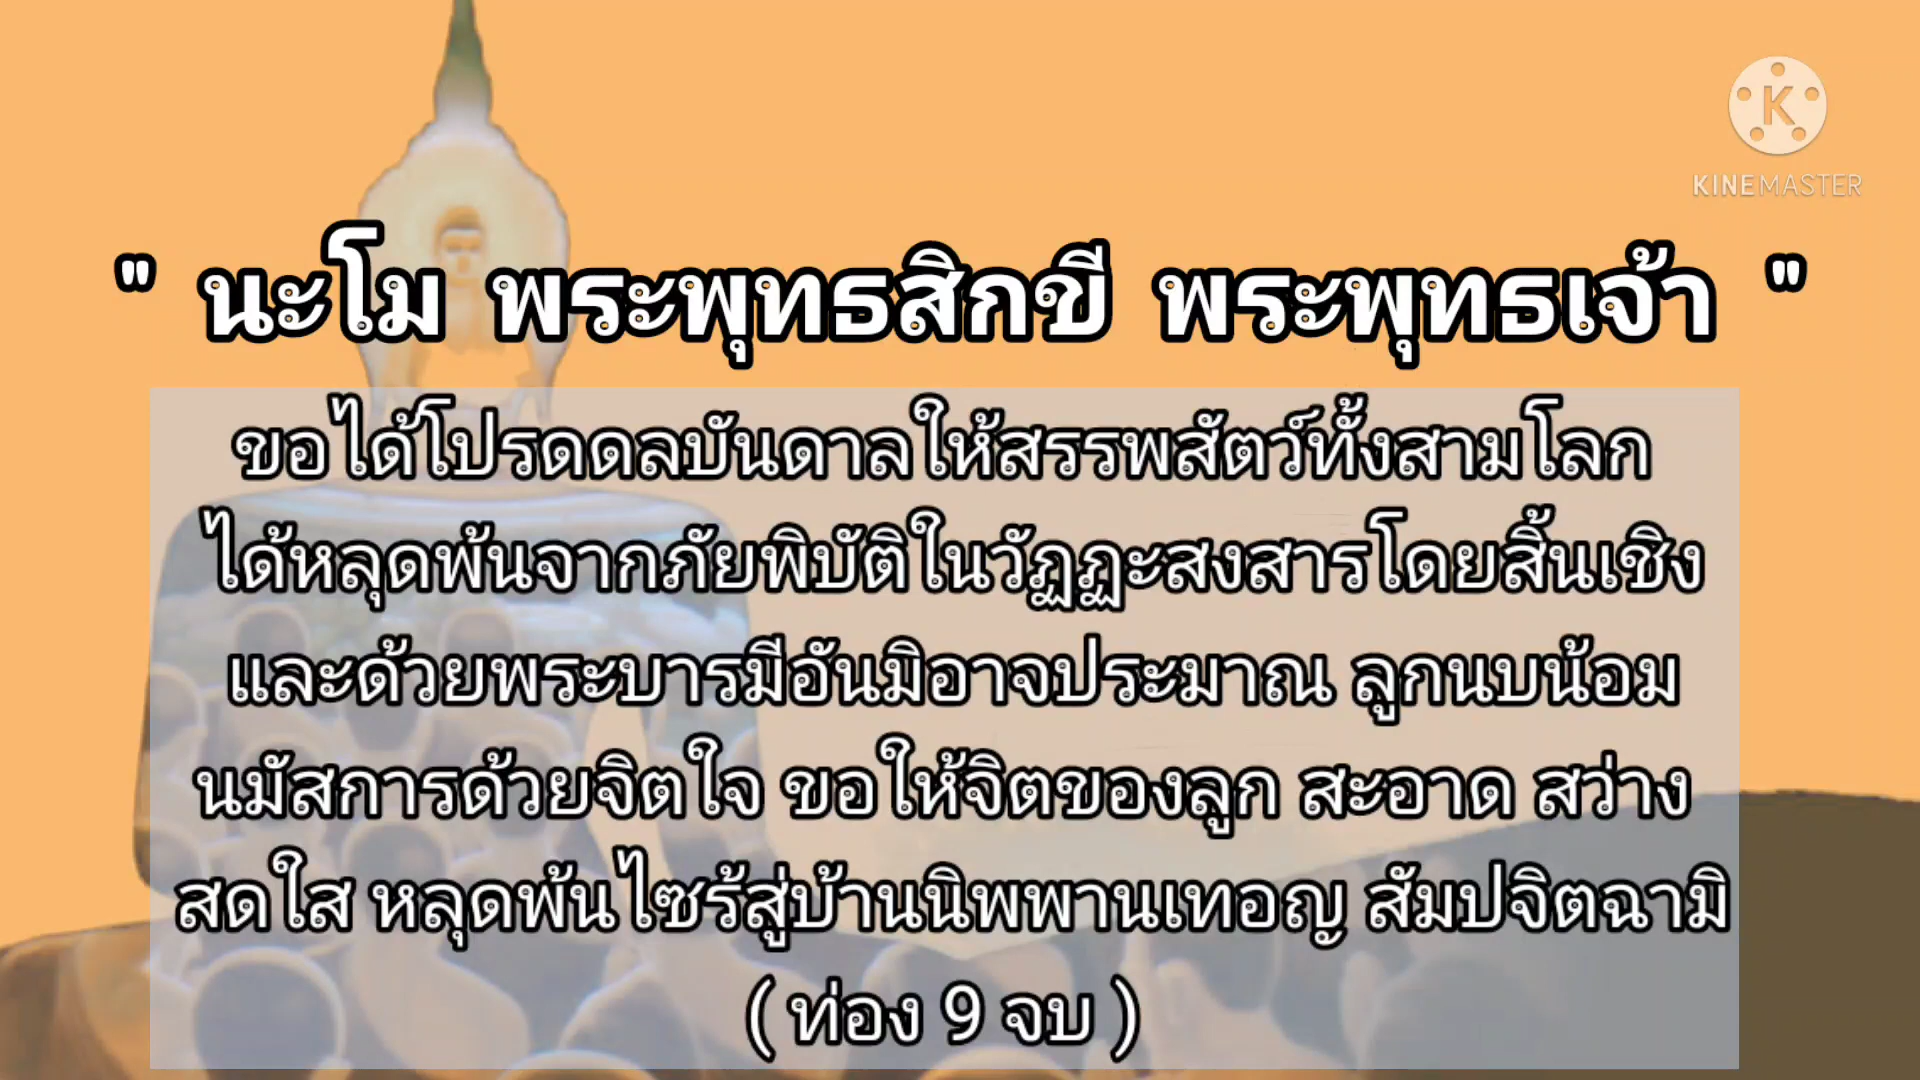 KINEMASTER
" นะโม พระพุทธสิกขี พระพุทธเจ้า "
ขอได้โปรดดลบันดาลให้สรรพสัตว์ทั้งสามโลก
ได้หลุดพ้นจากภัยพิบัติในวัฏฏะสงสารโดยสิ้นเชิง
และด้วยพระบารมีอันมิอาจประมาณ ลูกนบน้อม
นมัสการด้วยจิตใจ ขอให้จิตของลูก สะอาด สว่าง
สดใส หลุดพ้นไซร้สู่บ้านนิพพานเทอญ สัมปจิตฉามิ
( ท่อง 9 จบ )